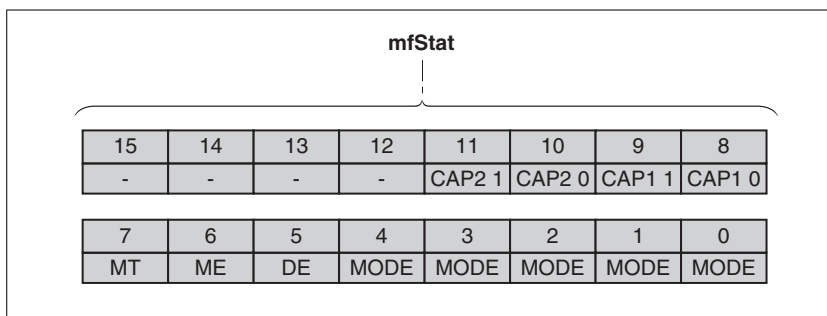 mfStat
15 14 13 12 11 10 9 8
- - - - CAP2 1 CAP2 0 CAP1 1 CAP1 0
7 6 5 4 3 2 1 0
MT ME DE MODE MODE MODE MODE MODE